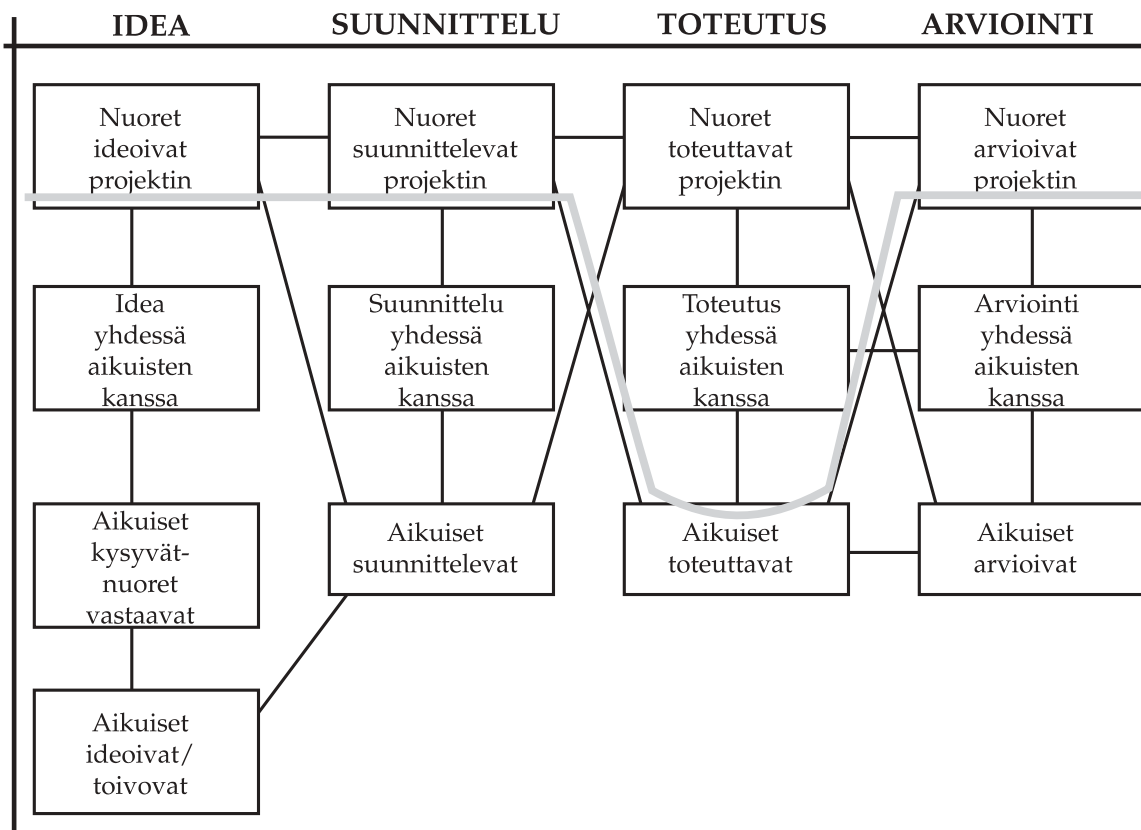 IDEA
SUUNNITTELU
TOTEUTUS
ARVIOINTI
Nuoret
ideoivat
projektin
Nuoret
suunnittelevat
projektin
Nuoret
toteuttavat
projektin
Nuoret
arvioivat
projektin
Idea
yhdessä
aikuisten
kanssa
Suunnittelu
yhdessä
aikuisten
kanssa
Toteutus
yhdessä
aikuisten
kanssa
Arviointi
yhdessä
aikuisten
kanssa
Aikuiset
kysyvät-
nuoret
vastaavat
Aikuiset
suunnittelevat
Aikuiset
toteuttavat
Aikuiset
arvioivat
Aikuiset
ideoivat/
toivovat